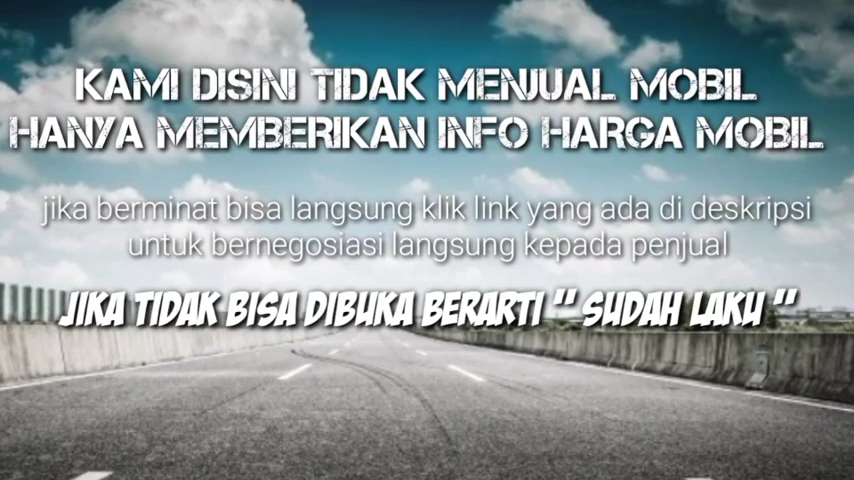 KAMI DISINI TIDAK MENJUAL MOBIL
HANYA MEMBERIKAN INFO HARGA MOBIL
jika berminat bisa langsung klik link yang ada di deskripsi
untuk bernegosiasi langsung kepada penjual
JIKA TIDAK BISA DIBUKA BERARTI " SUDAH LAKU "